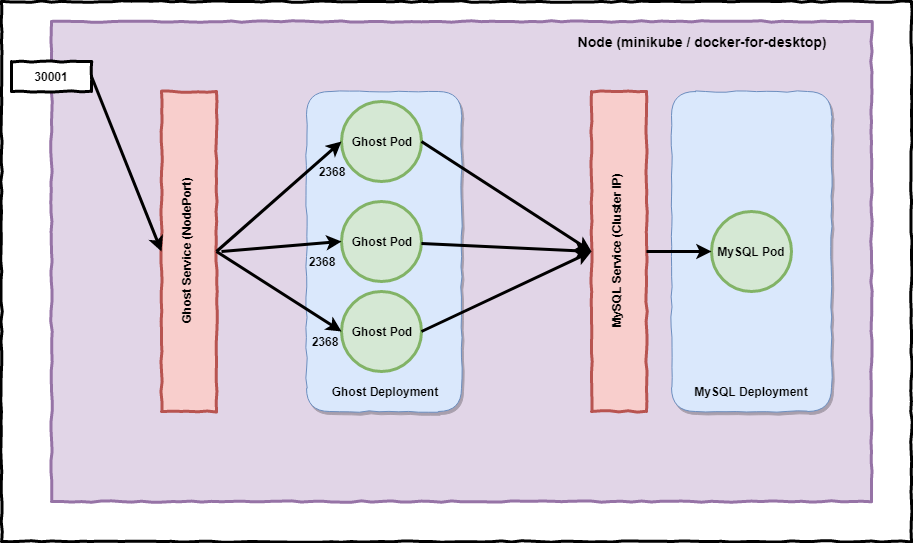 Node (minikube / docker-for-desktop)
30001
Ghost Service (NodePort)
Ghost Pod
2368
Ghost Pod
2368
Ghost Pod
2368
Ghost Deployment
MySQL Service (Cluster IP)
MySQL Pod
MySQL Deployment